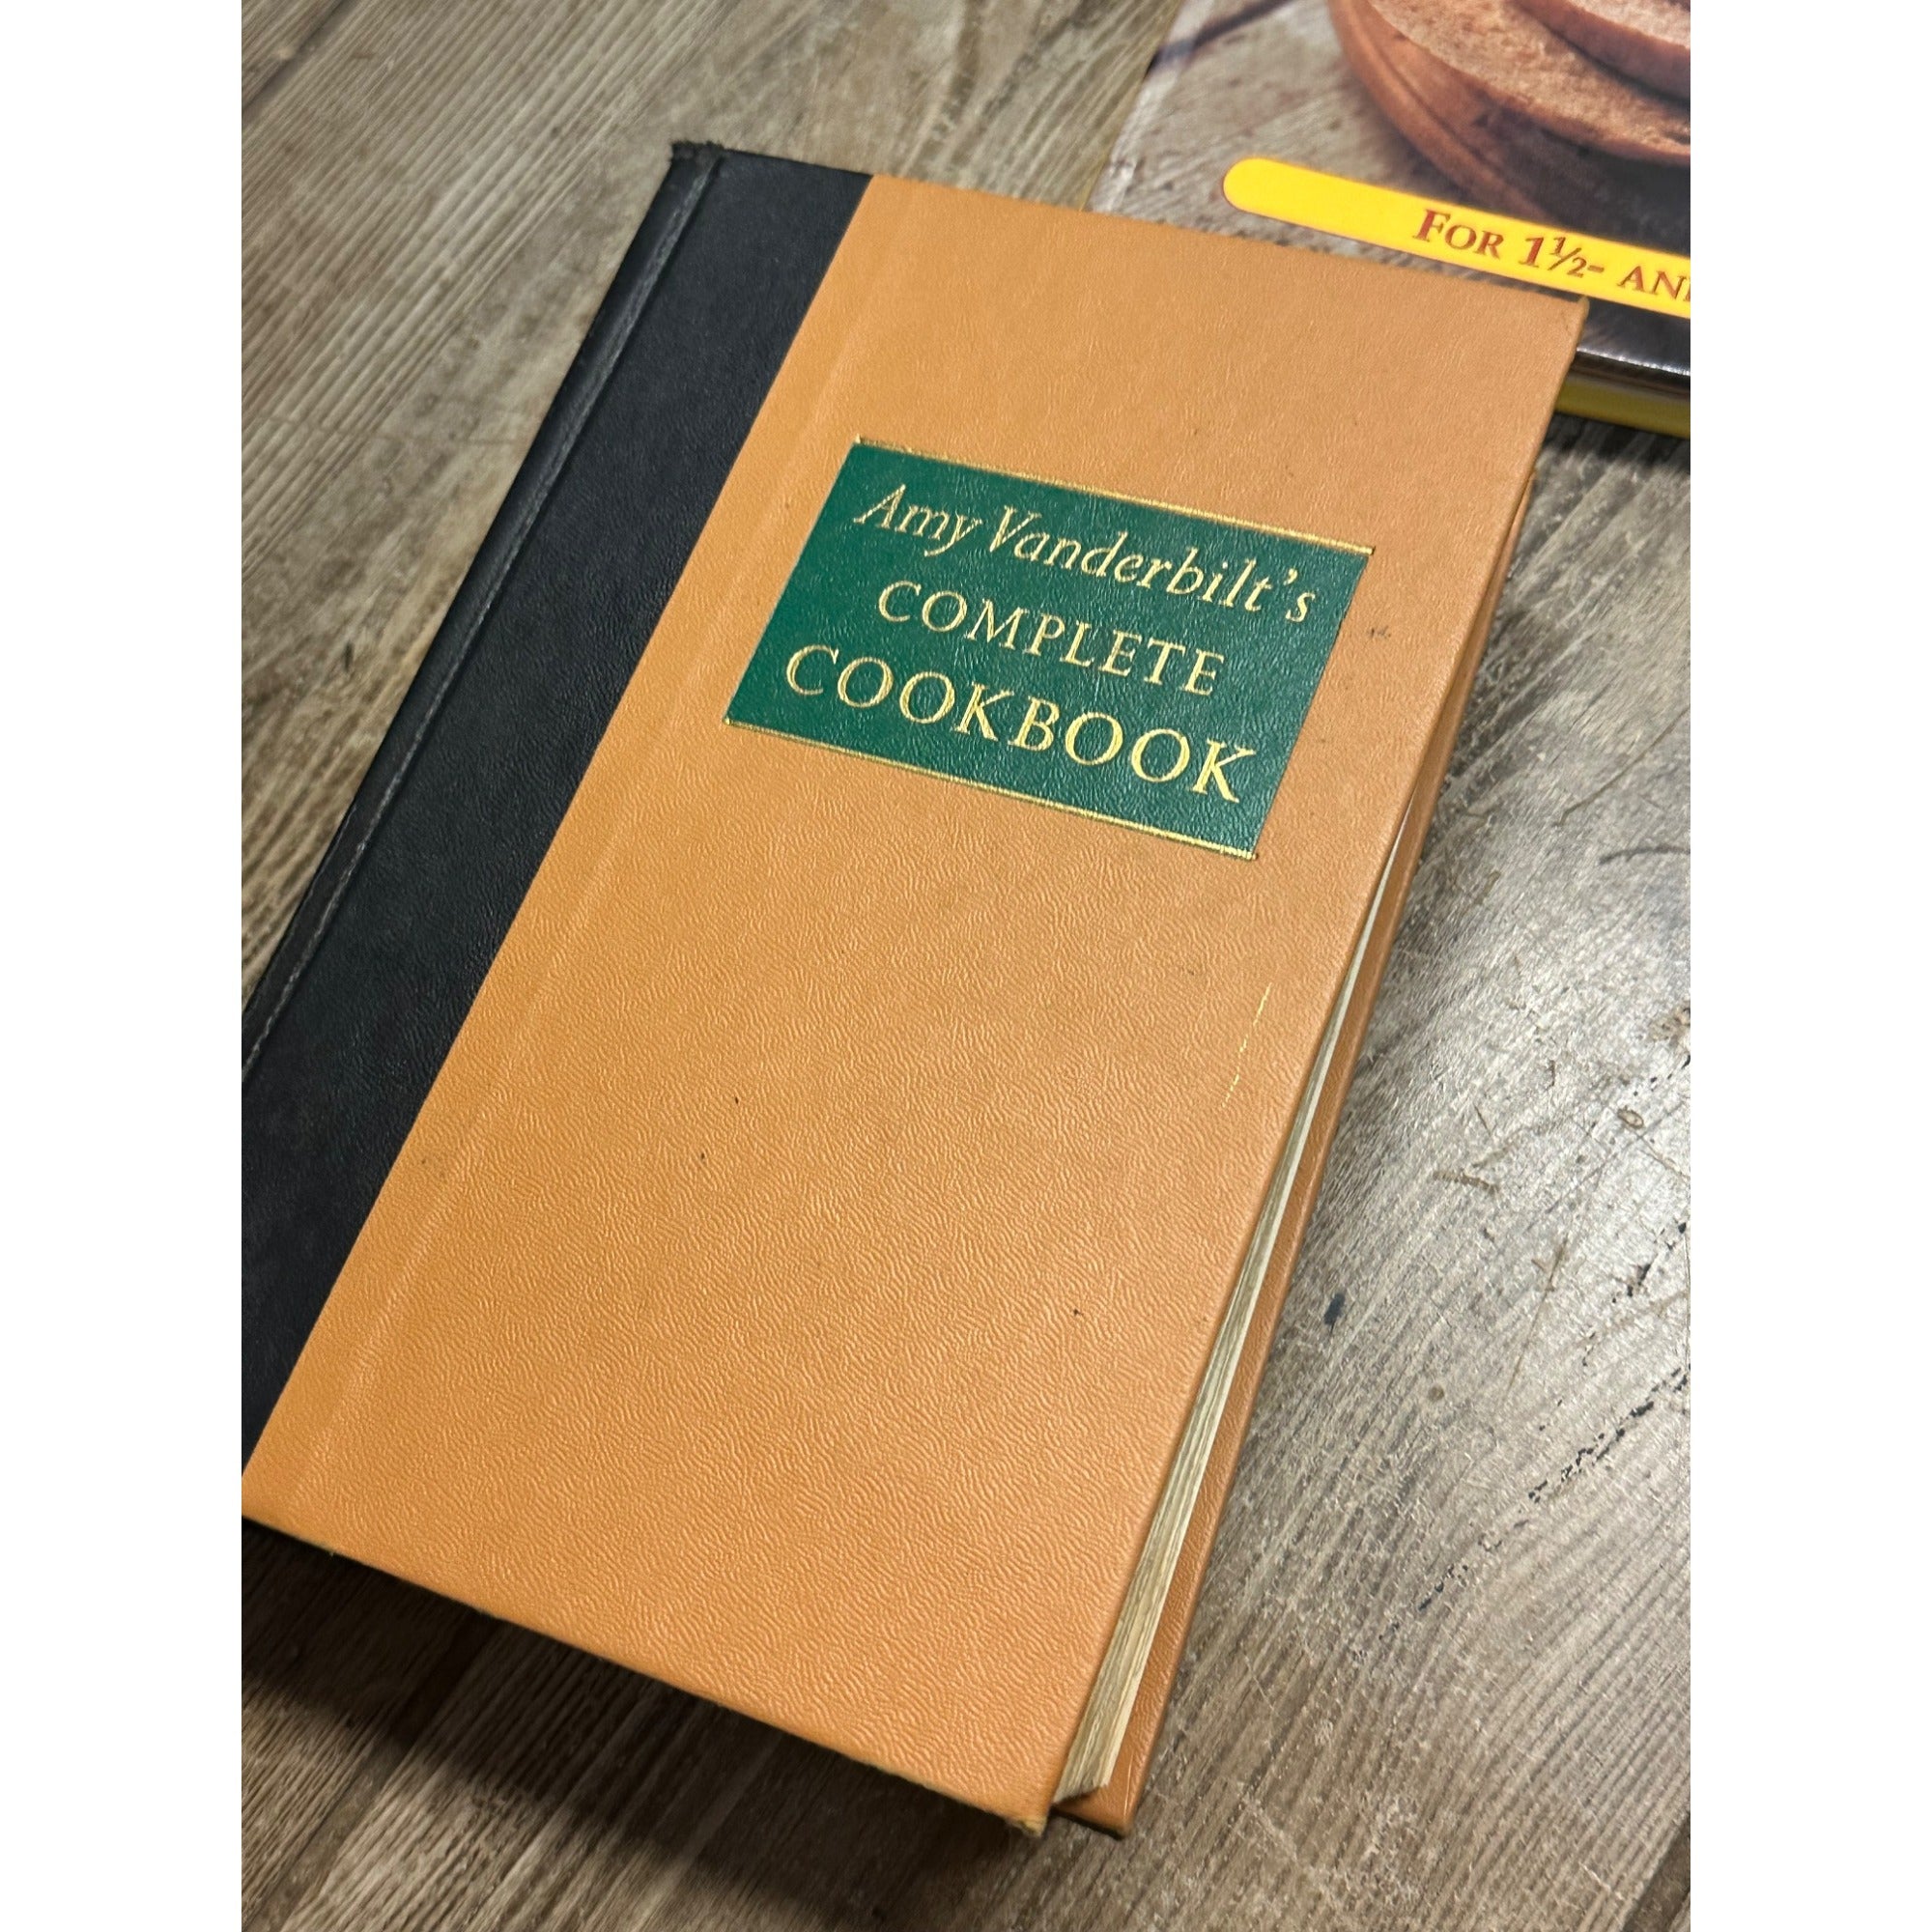 FOR 1½- AN
Amy Vanderbilt's
COMPLETE
COOKBOOK